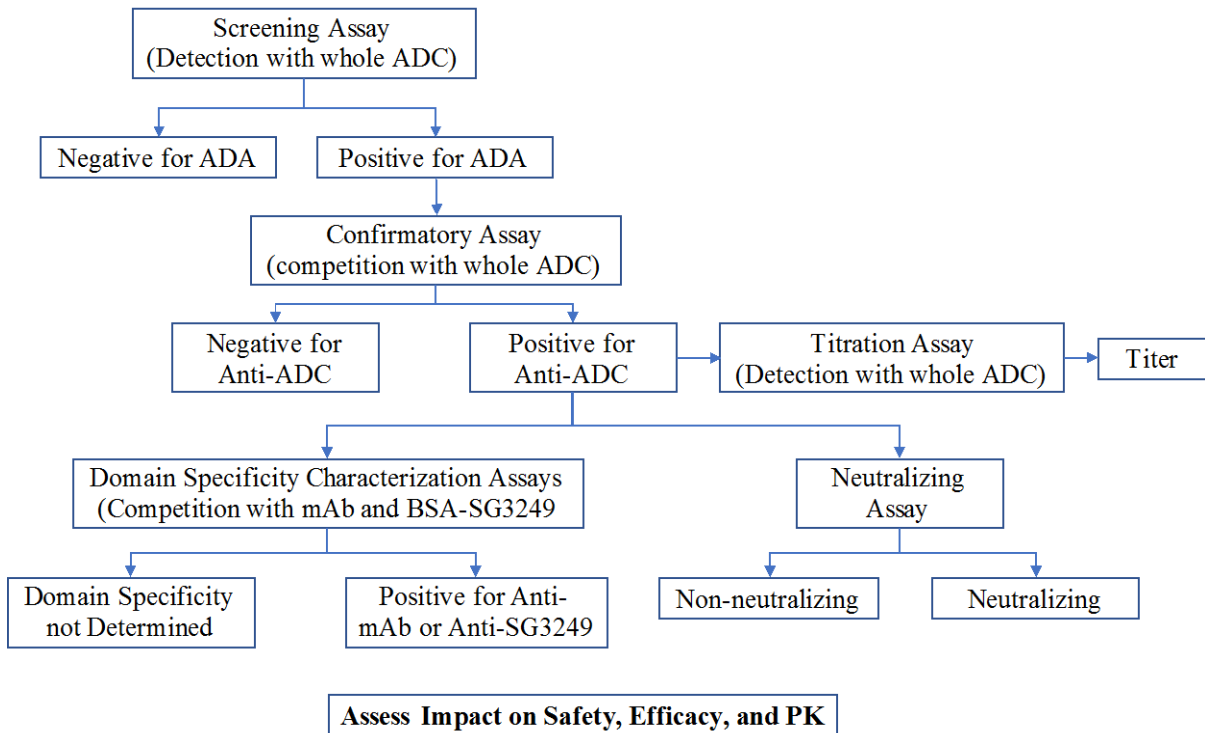 Screening Assay
(Detection with whole ADC)
Negative for ADA
Positive for ADA
Confirmatory Assay
(competition with whole ADC)
Negative for
Anti-ADC
Positive for
Anti-ADC
Titration Assay
(Detection with whole ADC)
Titer
Domain Specificity Characterization Assays
(Competition with mAb and BSA-SG3249
Neutralizing
Assay
Domain Specificity
not Determined
Positive for Anti-
mAb or Anti-SG3249
Non-neutralizing
Neutralizing
Assess Impact on Safety, Efficacy, and PK